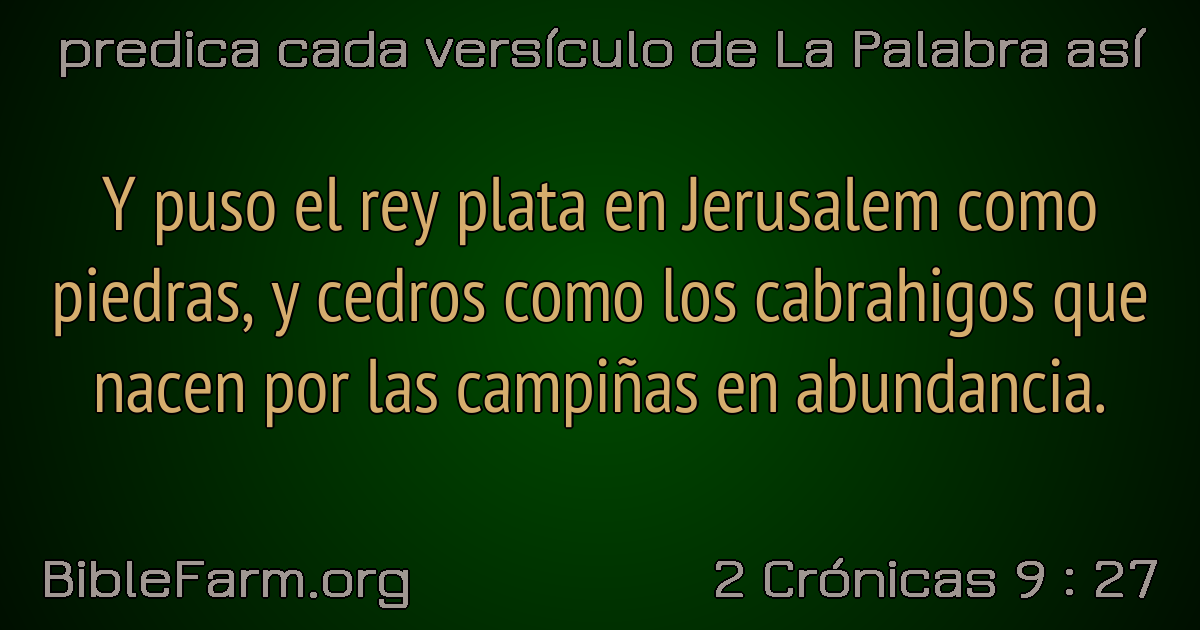 predica cada versículo de La Palabra así
Y puso el rey plata en Jerusalem como
piedras, y cedros como los cabrahigos que
nacen por las campiñas en abundancia.
BibleFarm.org
2 Crónicas 9 : 27